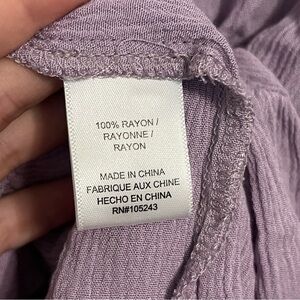 100% RAYON /
RAYONNE /
RAYON
MADE IN CHINA
FABRIQUE AUX CHINE
HECHO EN CHINA
RN#105243